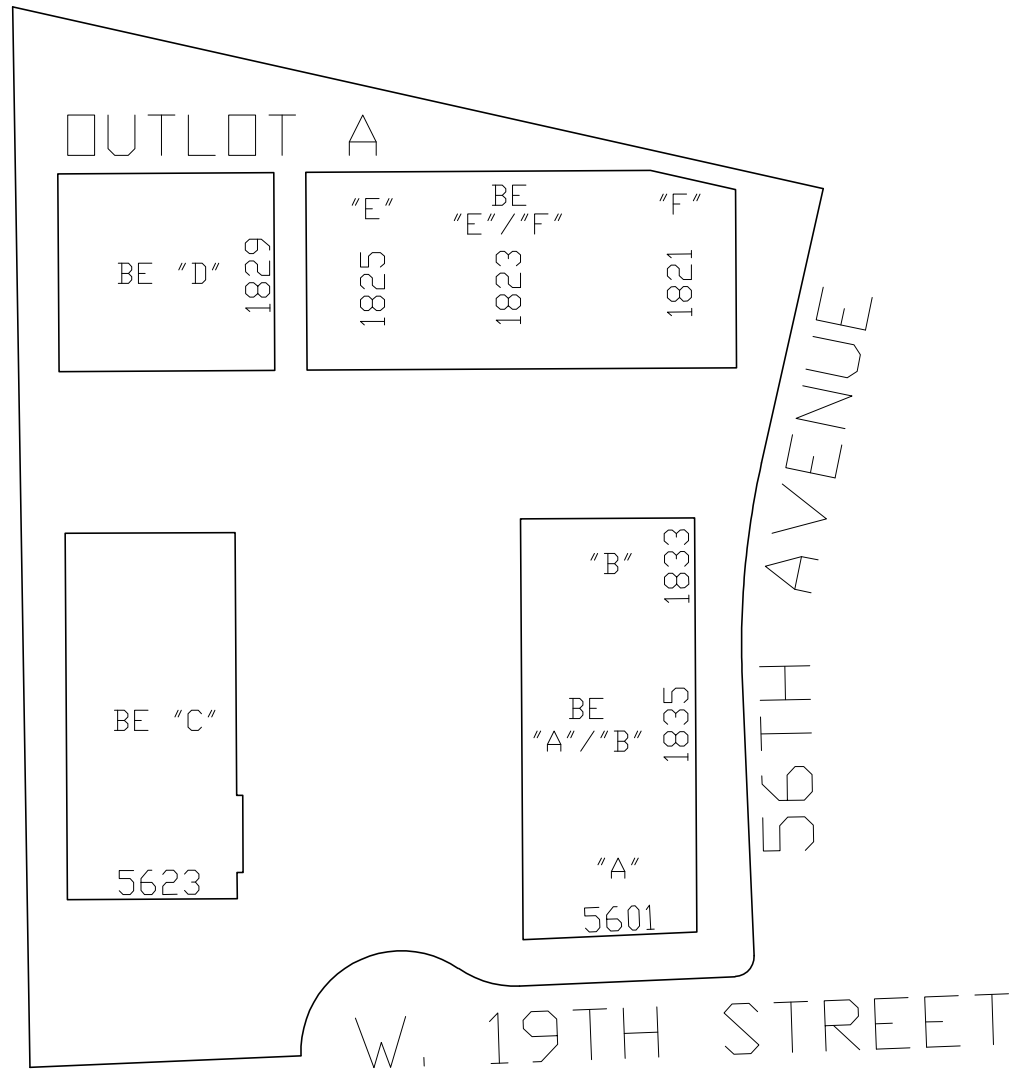 OUTLOT A
BE "D"
1829
"E"
1825
BE
"E"/"F"
1823
"F"
1821
56TH AVENUE
BE "C"
5623
"B"
1833
BE
"A"/"B"
1835
"A"
5601
W. 19TH STREET